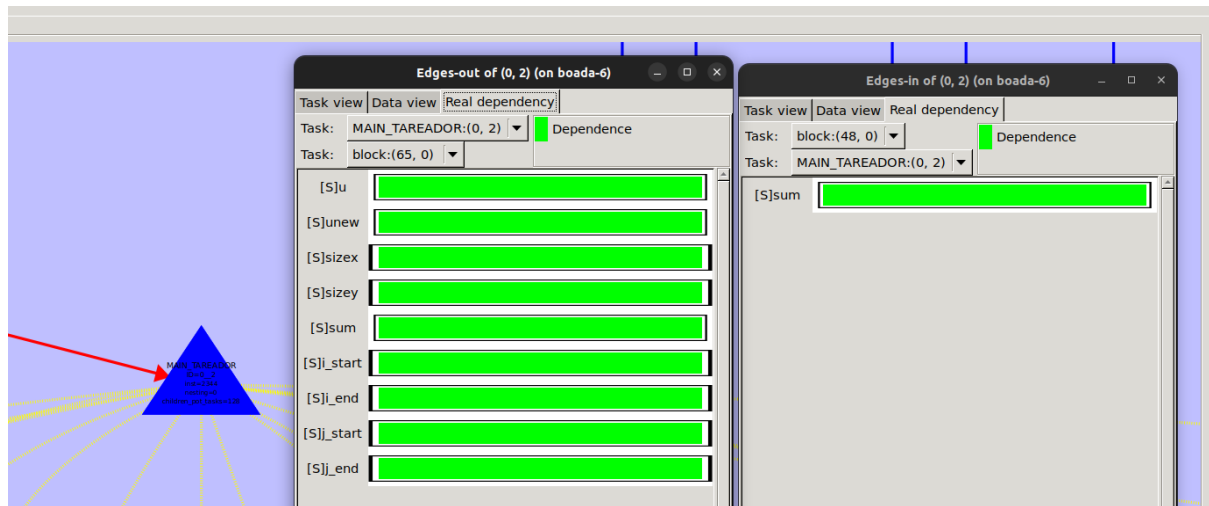 Edges-out of (0, 2) (on boada-6)
Task view Data view Real dependency
Task: MAIN_TAREADOR:(0, 2) Dependence
Task: block:(65, 0)
[S]u
[S]unew
[S]sizex
[S]sizey
[S]sum
[S]i_start
[S]i_end
[S]j_start
[S]j_end
Edges-in of (0, 2) (on boada-6)
Task view Data view Real dependency
Task: block:(48, 0) Dependence
Task: MAIN_TAREADOR:(0, 2)
[S]sum
MAIN_TAREADOR